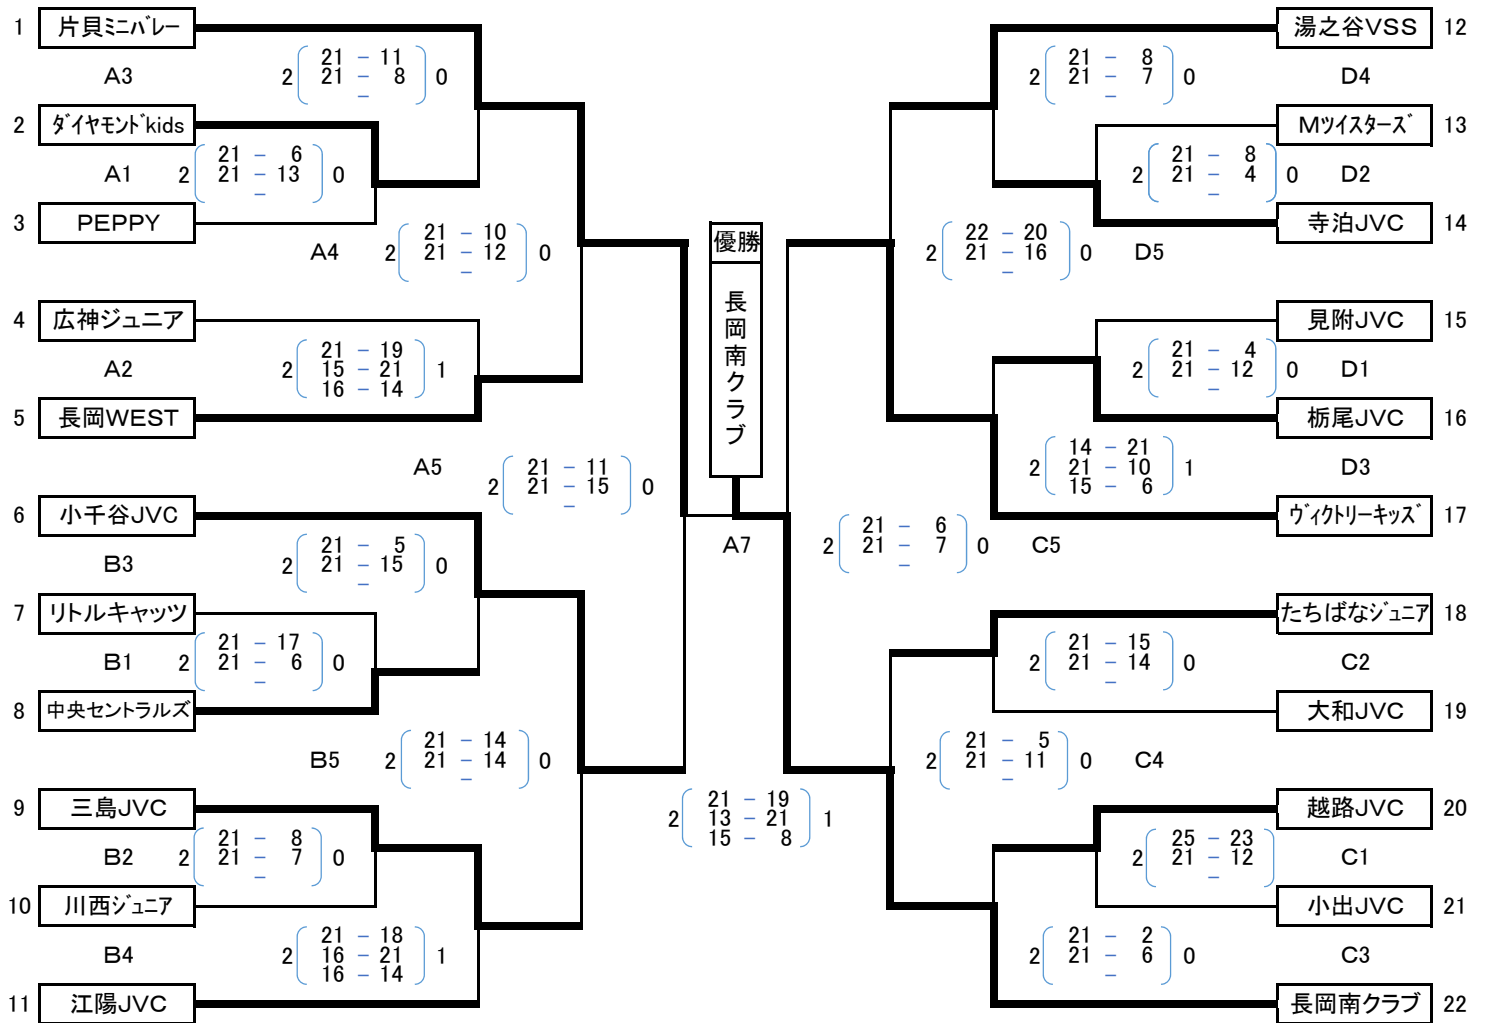 1 片貝ミニバレー
21 － 11
2 21 － 8 0
－
A3
2 ダイヤモンドkids
21 － 6
A1 2 21 － 13 0
－
3 PEPPY
21 － 10
A4 2 21 － 12 0
－
4 広神ジュニア
21 － 19
A2 2 15 － 21 1
16 － 14
5 長岡WEST
21 － 11
A5 2 21 － 15 0
－
6 小千谷JVC
21 － 5
B3 2 21 － 15 0
－
7 リトルキャッツ
21 － 17
B1 2 21 － 6 0
－
8 中央セントラルズ
21 － 14
B5 2 21 － 14 0
－
9 三島JVC
21 － 8
B2 2 21 － 7 0
－
10 川西ジュニア
21 － 18
B4 2 16 － 21 1
16 － 14
11 江陽JVC
優勝
長岡南クラブ
A7
21 － 19
2 13 － 21 1
15 － 8
湯之谷VSS 12
21 － 8
2 21 － 7 0 D4
－
Mツイスターズ 13
21 － 8
2 21 － 4 0 D2
－
寺泊JVC 14
22 － 20
2 21 － 16 0 D5
－
見附JVC 15
21 － 4
2 21 － 12 0 D1
－
栃尾JVC 16
14 － 21
2 21 － 10 1 D3
15 － 6
ヴィクトリーキッズ 17
21 － 6
2 21 － 7 0 C5
－
たちばなジュニア 18
21 － 15
2 21 － 14 0 C2
－
大和JVC 19
21 － 5
2 21 － 11 0 C4
－
越路JVC 20
25 － 23
2 21 － 12 C1
－
小出JVC 21
21 － 2
2 21 － 6 0 C3
－
長岡南クラブ 22